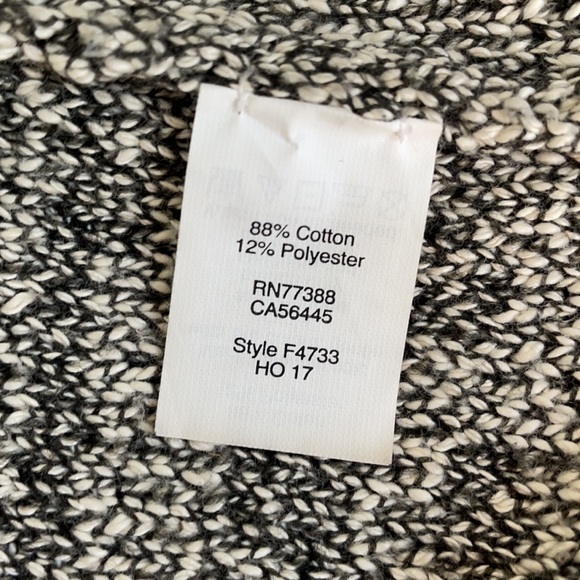 88% Cotton
12% Polyester
RN77388
CA56445
Style F4733
HO 17